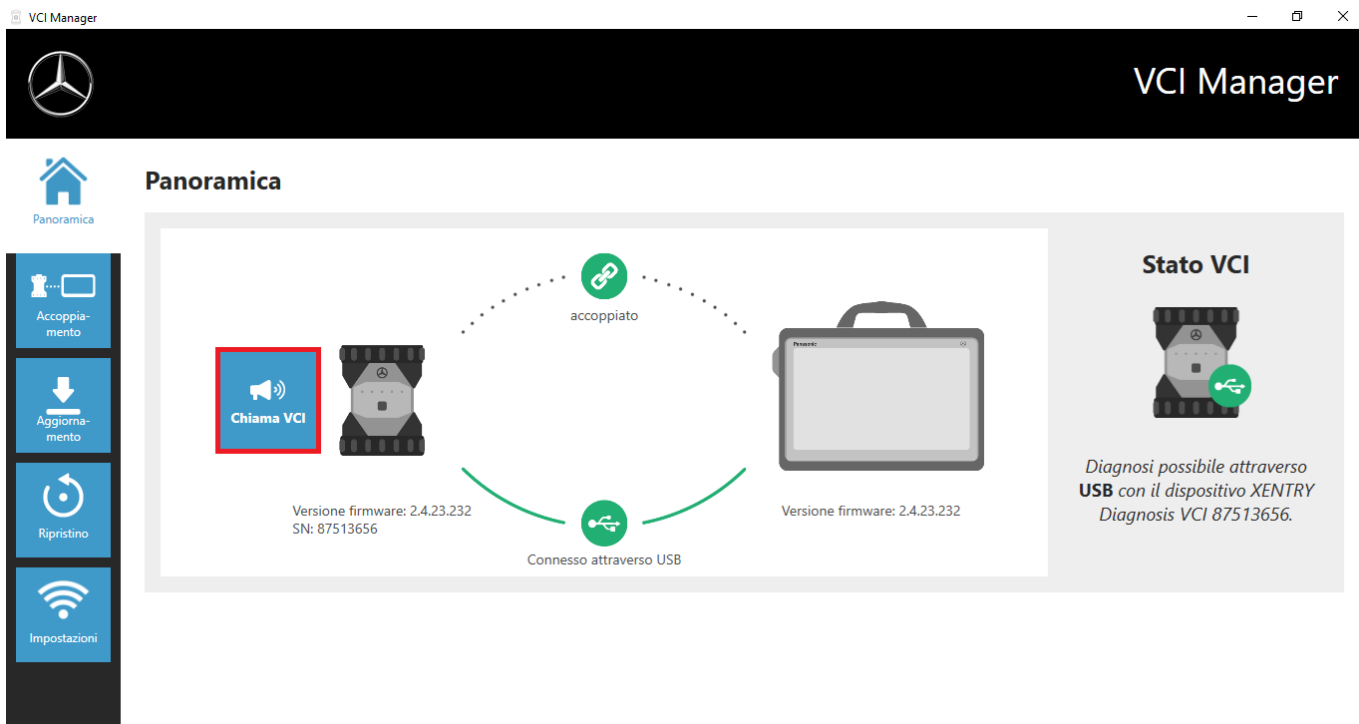 VCI Manager
VCI Manager
Panoramica
Accoppia-
mento
Aggiorna-
mento
Ripristino
Impostazioni
Panoramica
accoppiato
Chiama VCI
Panasonic
Versione firmware: 2.4.23.232
SN: 87513656
Versione firmware: 2.4.23.232
Connesso attraverso USB
Stato VCI
Diagnosi possibile attraverso
USB con il dispositivo XENTRY
Diagnosis VCI 87513656.